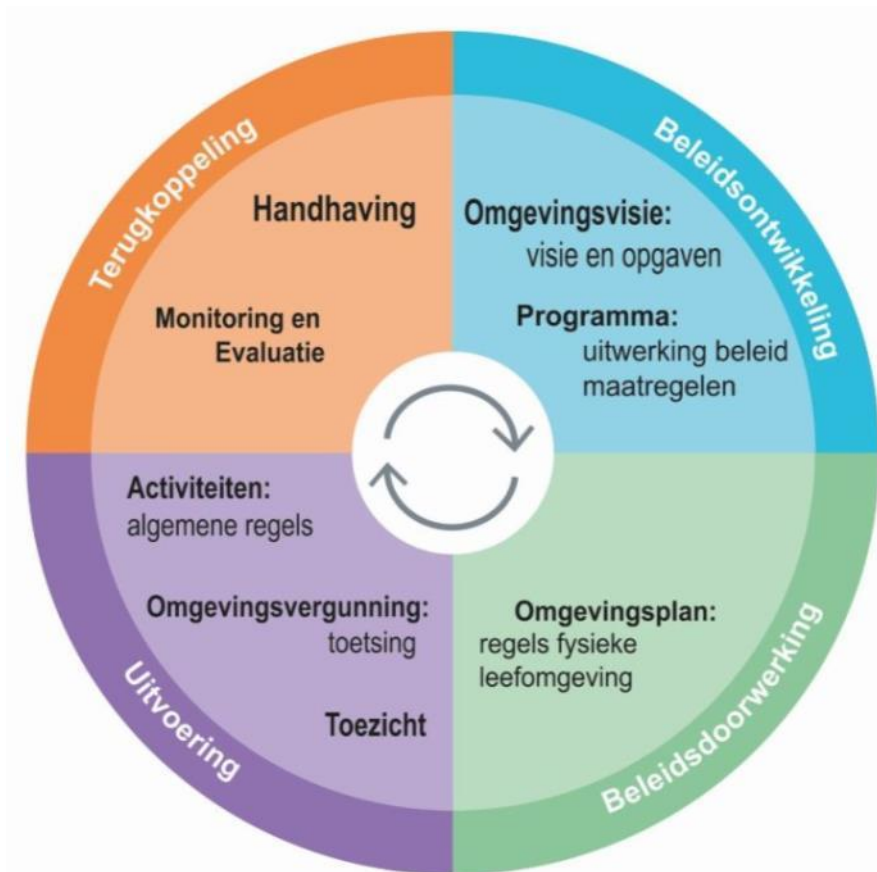 Beleidsontwikkeling
Omgevingsvisie:
visie en opgaven
Programma:
uitwerking beleid
maatregelen
Beleidsdoorwerking
Omgevingsplan:
regels fysieke
leefomgeving
Uitvoering
Activiteiten:
algemene regels
Omgevingsvergunning:
toetsing
Toezicht
Terugkoppeling
Handhaving
Monitoring en
Evaluatie